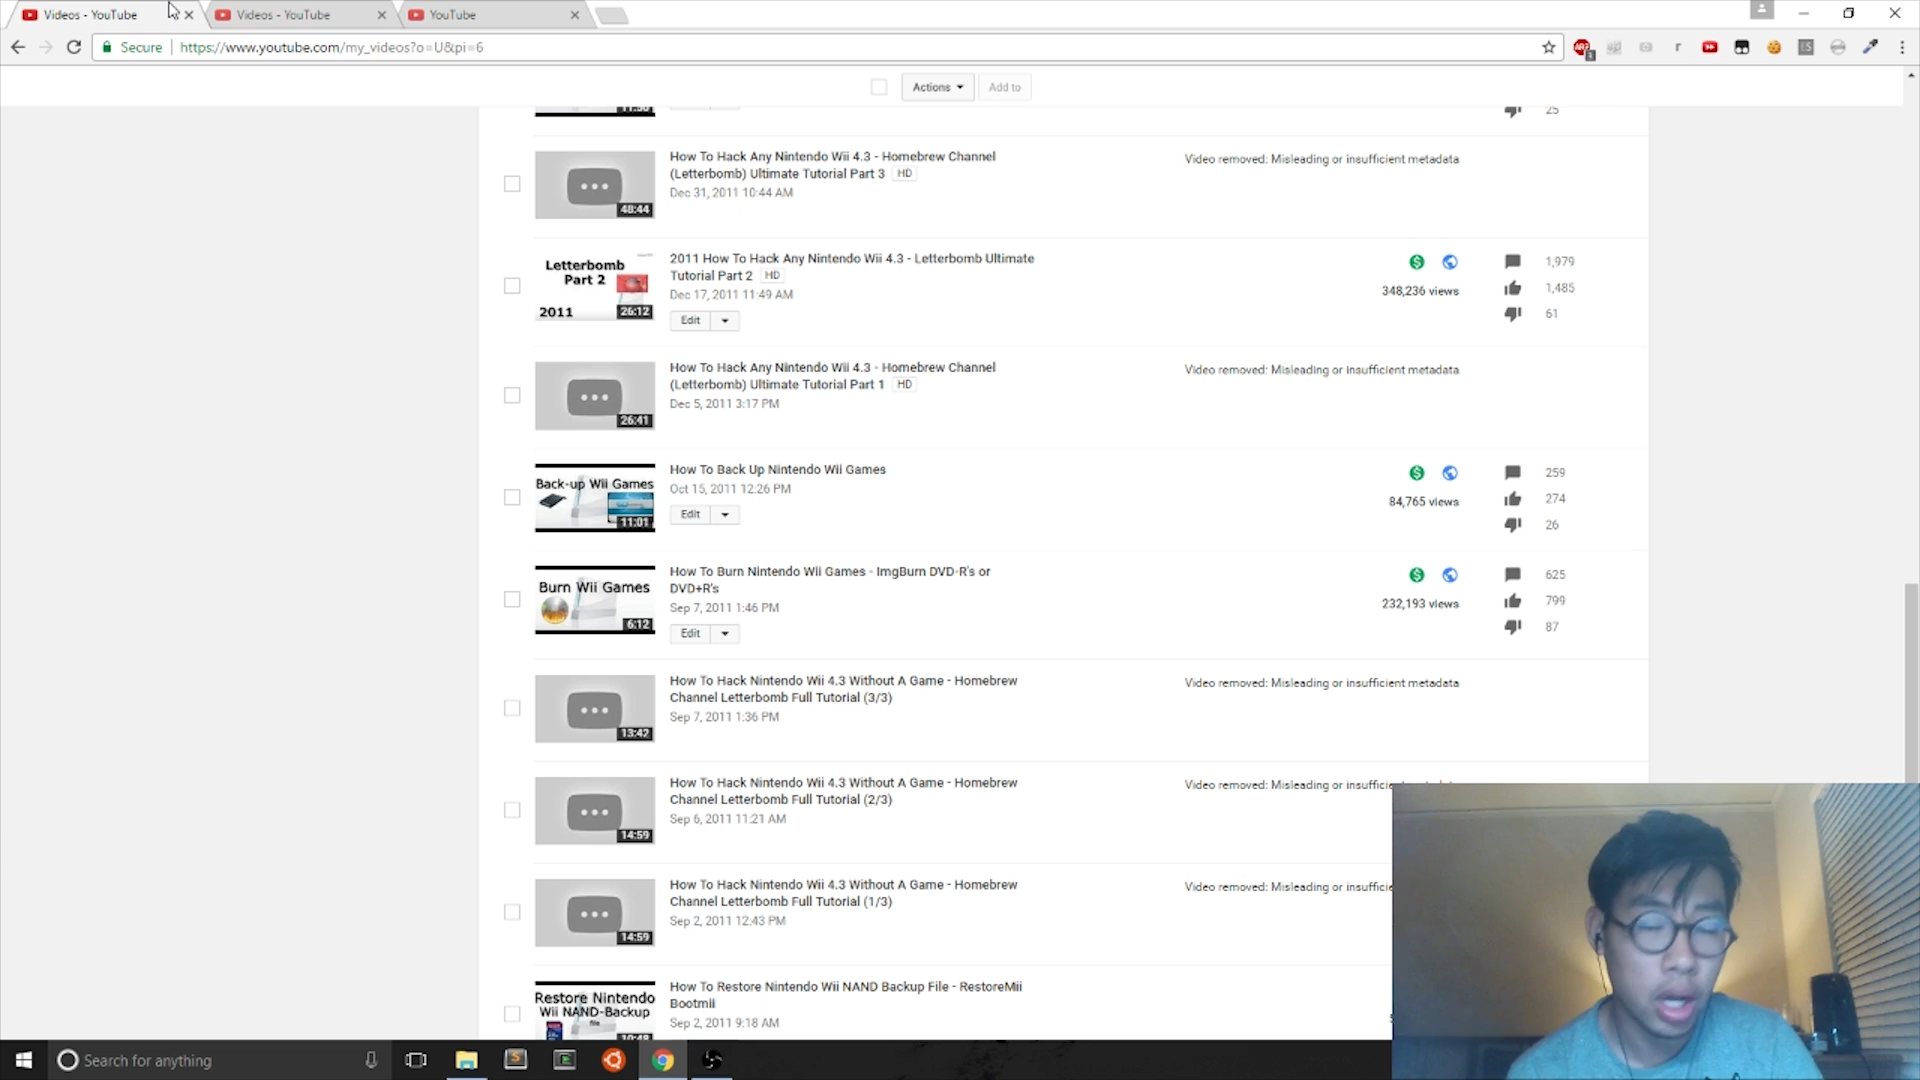 Videos - YouTube
Videos - YouTube
YouTube
Secure
https://www.youtube.com/my_videos?o=U&pi=6
Actions
Add to
25
How To Hack Any Nintendo Wii 4.3 - Homebrew Channel
(Letterbomb) Ultimate Tutorial Part 3 HD
Dec 31, 2011 10:44 AM
48:44
Video removed: Misleading or insufficient metadata
Letterbomb
Part 2
2011
26:12
2011 How To Hack Any Nintendo Wii 4.3 - Letterbomb Ultimate
Tutorial Part 2 HD
Dec 17, 2011 11:49 AM
Edit
348,236 views
1,979
1,485
61
How To Hack Any Nintendo Wii 4.3 - Homebrew Channel
(Letterbomb) Ultimate Tutorial Part 1 HD
Dec 5, 2011 3:17 PM
26:41
Video removed: Misleading or insufficient metadata
Back-up Wii Games
11:01
How To Back Up Nintendo Wii Games
Oct 15, 2011 12:26 PM
Edit
84,765 views
259
274
26
Burn Wii Games
6:12
How To Burn Nintendo Wii Games - ImgBurn DVD-R's or
DVD+R's
Sep 7, 2011 1:46 PM
Edit
232,193 views
625
799
87
How To Hack Nintendo Wii 4.3 Without A Game - Homebrew
Channel Letterbomb Full Tutorial (3/3)
Sep 7, 2011 1:36 PM
13:42
Video removed: Misleading or insufficient metadata
How To Hack Nintendo Wii 4.3 Without A Game - Homebrew
Channel Letterbomb Full Tutorial (2/3)
Sep 6, 2011 11:21 AM
14:59
Video removed: Misleading or insufficie
How To Hack Nintendo Wii 4.3 Without A Game - Homebrew
Channel Letterbomb Full Tutorial (1/3)
Sep 2, 2011 12:43 PM
14:59
Video removed: Misleading or insufficie
Restore Nintendo
Wii NAND-Backup
file
How To Restore Nintendo Wii NAND Backup File - RestoreMii
Bootmii
Sep 2, 2011 9:18 AM
Search for anything